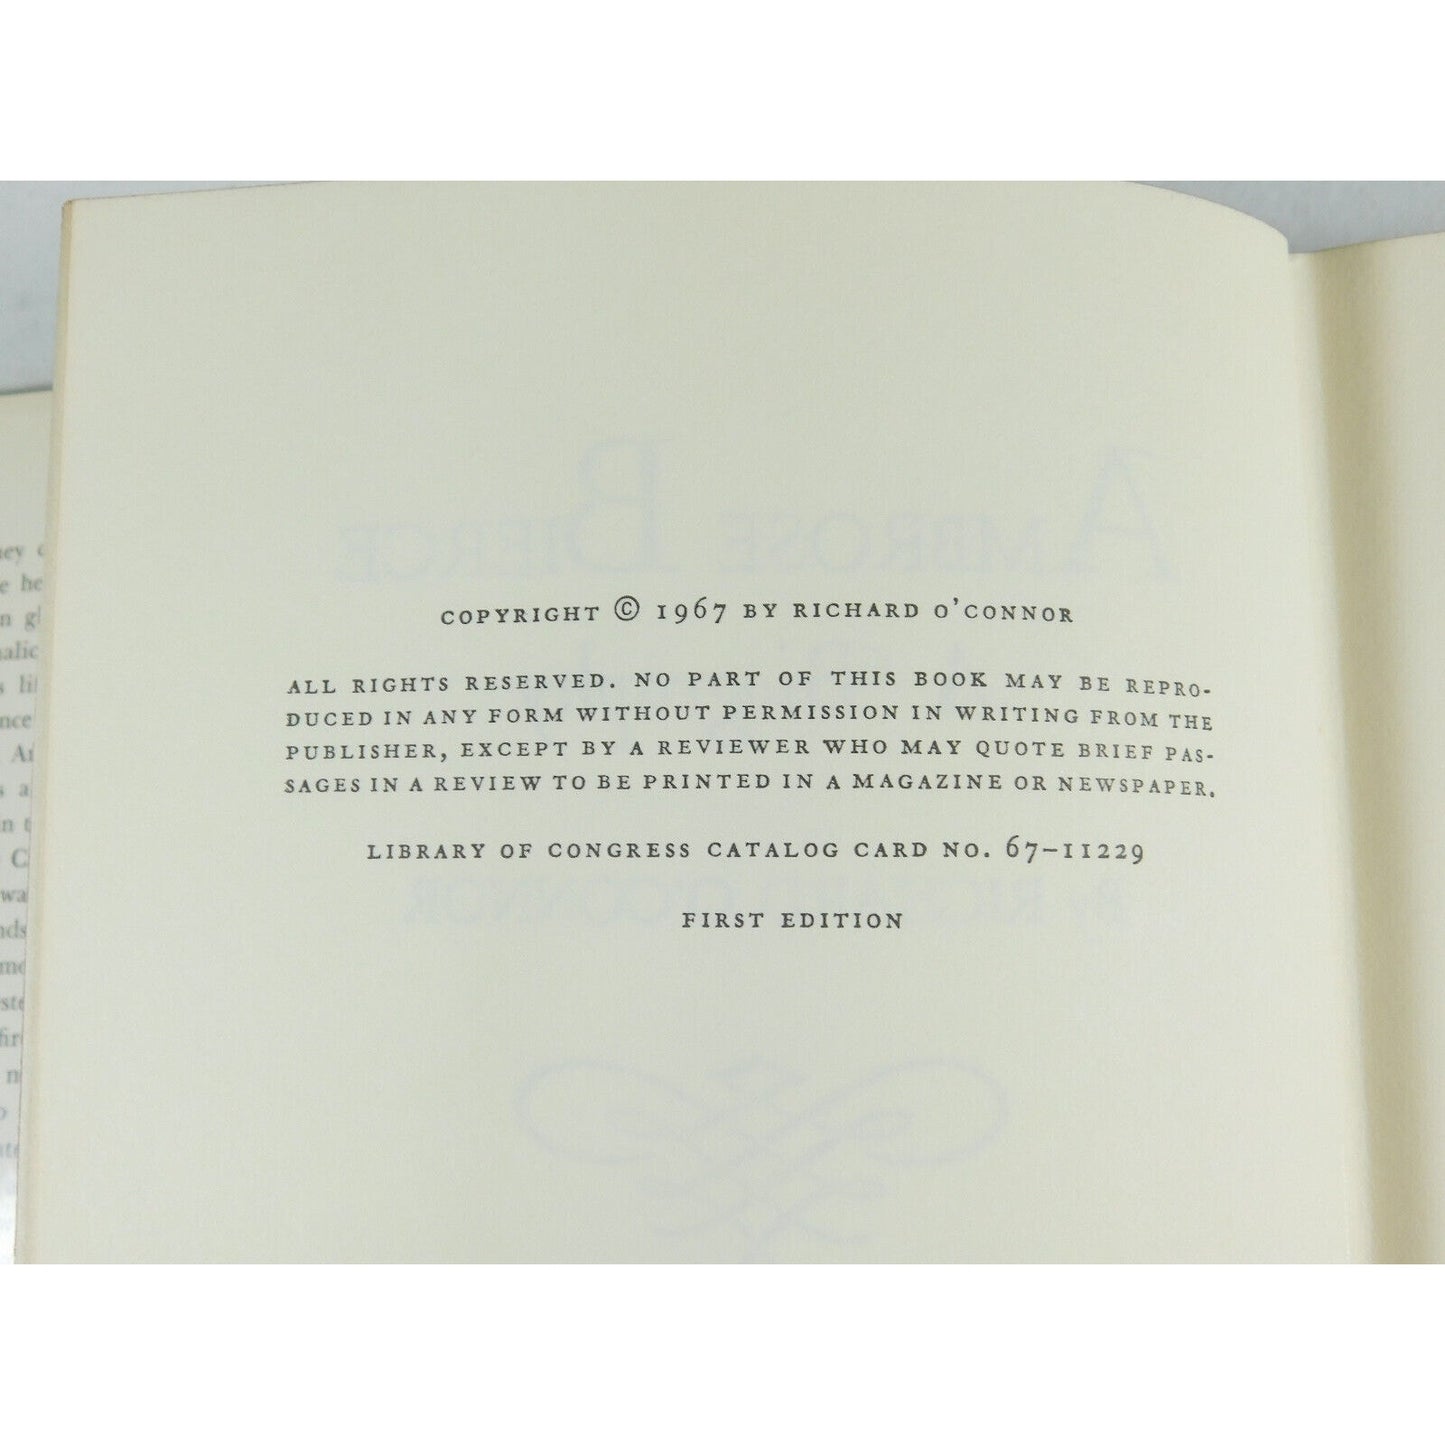 COPYRIGHT © 1967 BY RICHARD O'CONNOR
ALL RIGHTS RESERVED. NO PART OF THIS BOOK MAY BE REPRO-
DUCED IN ANY FORM WITHOUT PERMISSION IN WRITING FROM THE
PUBLISHER, EXCEPT BY A REVIEWER WHO MAY QUOTE BRIEF PAS-
SAGES IN A REVIEW TO BE PRINTED IN A MAGAZINE OR NEWSPAPER.
LIBRARY OF CONGRESS CATALOG CARD NO. 67-11229
FIRST EDITION
AMBROSE BIERCE